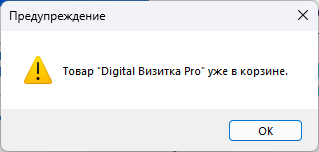 Предупреждение
Товар "Digital Визитка Pro" уже в корзине.
OK